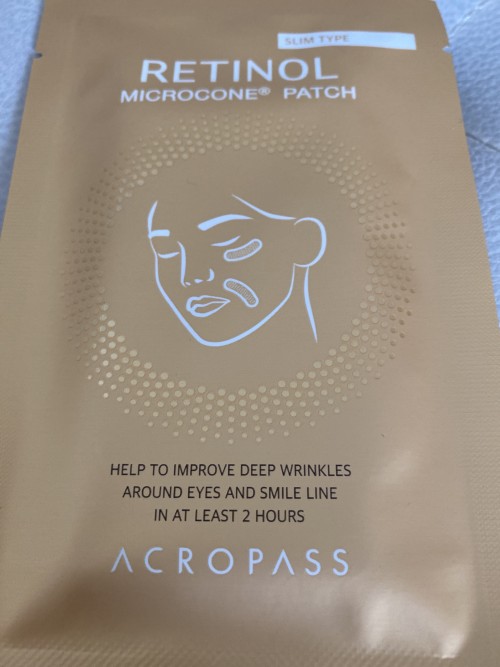 SLIM TYPE
RETINOL
MICROCONE® PATCH
HELP TO IMPROVE DEEP WRINKLES
AROUND EYES AND SMILE LINE
IN AT LEAST 2 HOURS
ACROPASS